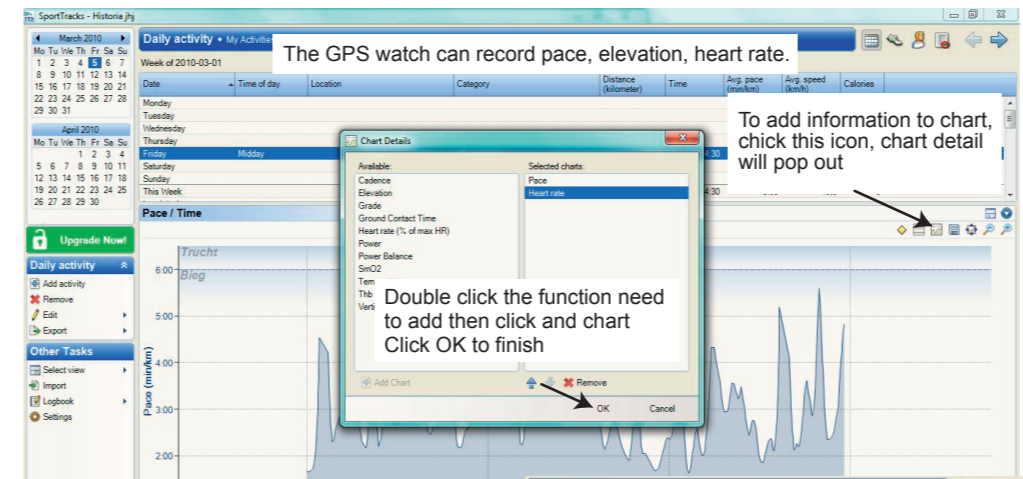 SportTracks - Historia jhj
March 2010
Mo Tu We Th Fr Sa Su
1 2 3 4 5 6 7
8 9 10 11 12 13 14
15 16 17 18 19 20 21
22 23 24 25 26 27 28
29 30 31
April 2010
Mo Tu We Th Fr Sa Su
1 2 3 4
5 6 7 8 9 10 11
12 13 14 15 16 17 18
19 20 21 22 23 24 25
26 27 28 29 30
Upgrade Now!
Daily activity
Add activity
Remove
Edit
Export
Other Tasks
Select view
Import
Logbook
Settings
Daily activity • My Activities
The GPS watch can record pace, elevation, heart rate.
Week of 2010-03-01
Date Time of day Location Category Distance (kilometer) Time Avg. pace (min/km) Avg. speed (km/h) Calories
Monday
Tuesday
Wednesday
Thursday
Friday Midday
Saturday
Sunday
This Week
To add information to chart,
chick this icon, chart detail
will pop out
Pace / Time
Trucht
Bieg
Pace (min/km)
6:00
5:00
4:00
3:00
2:00
Chart Details
Available:
Cadence
Elevation
Grade
Ground Contact Time
Heart rate (% of max HR)
Power
Power Balance
SmO2
Tem
Thb
Verti
Selected charts:
Pace
Heart rate
Double click the function need
to add then click and chart
Click OK to finish
Add Chart
Remove
OK Cancel